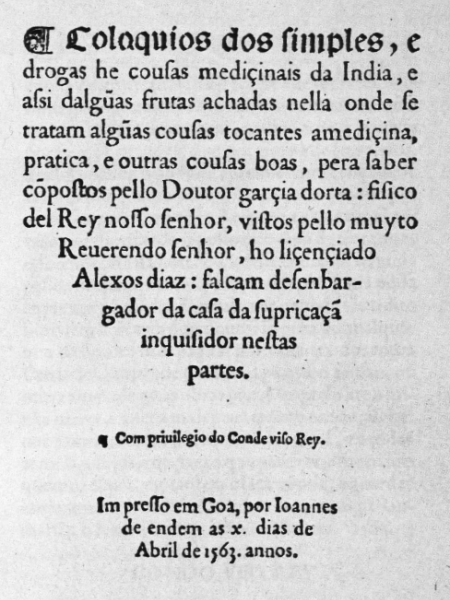 ¶ Coloquios dos simples, e
drogas he cousas mediçinais da India, e
assi dalgũas frutas achadas nella onde se
tratam algũas cousas tocantes amediçina,
pratica, e outras cousas boas, pera saber
cõpostos pello Doutor garçia dorta: fisico
del Rey nosso senhor, vistos pello muyto
Reuerendo senhor, ho liçençiado
Alexos diaz: falcam desenbar-
gador da casa da supricaçã
inquisidor nestas
partes.
¶ Com priuilegio do Conde viso Rey.
Im presso em Goa, por Ioannes
de endem as x. dias de
Abril de 1563. annos.